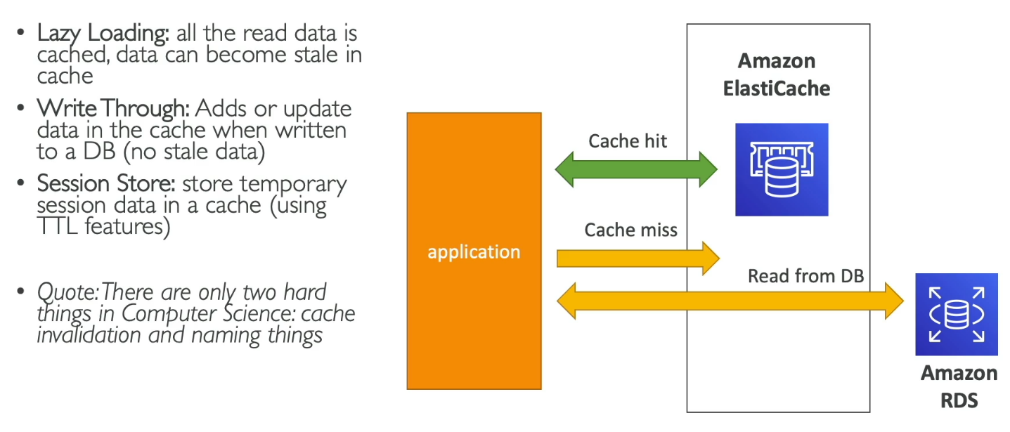 • Lazy Loading: all the read data is
cached, data can become stale in
cache
• Write Through: Adds or update
data in the cache when written
to a DB (no stale data)
• Session Store: store temporary
session data in a cache (using
TTL features)
• Quote: There are only two hard
things in Computer Science: cache
invalidation and naming things
application
Cache hit
Cache miss
Read from DB
Amazon
ElastiCache
Amazon
RDS